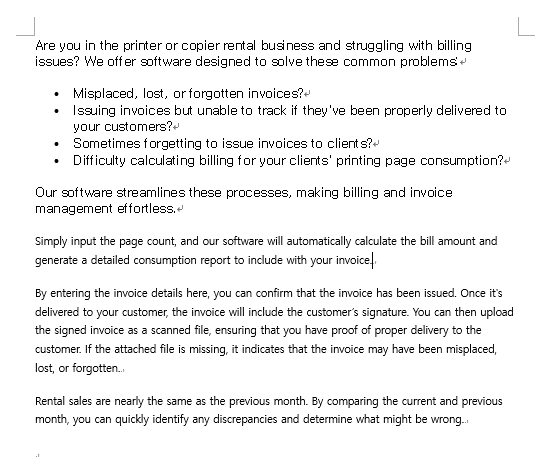 Are you in the printer or copier rental business and struggling with billing
issues? We offer software designed to solve these common problems:
• Misplaced, lost, or forgotten invoices?
• Issuing invoices but unable to track if they've been properly delivered to
your customers?
• Sometimes forgetting to issue invoices to clients?
• Difficulty calculating billing for your clients' printing page consumption?
Our software streamlines these processes, making billing and invoice
management effortless.
Simply input the page count, and our software will automatically calculate the bill amount and
generate a detailed consumption report to include with your invoice.
By entering the invoice details here, you can confirm that the invoice has been issued. Once it's
delivered to your customer, the invoice will include the customer's signature. You can then upload
the signed invoice as a scanned file, ensuring that you have proof of proper delivery to the
customer. If the attached file is missing, it indicates that the invoice may have been misplaced,
lost, or forgotten.
Rental sales are nearly the same as the previous month. By comparing the current and previous
month, you can quickly identify any discrepancies and determine what might be wrong.